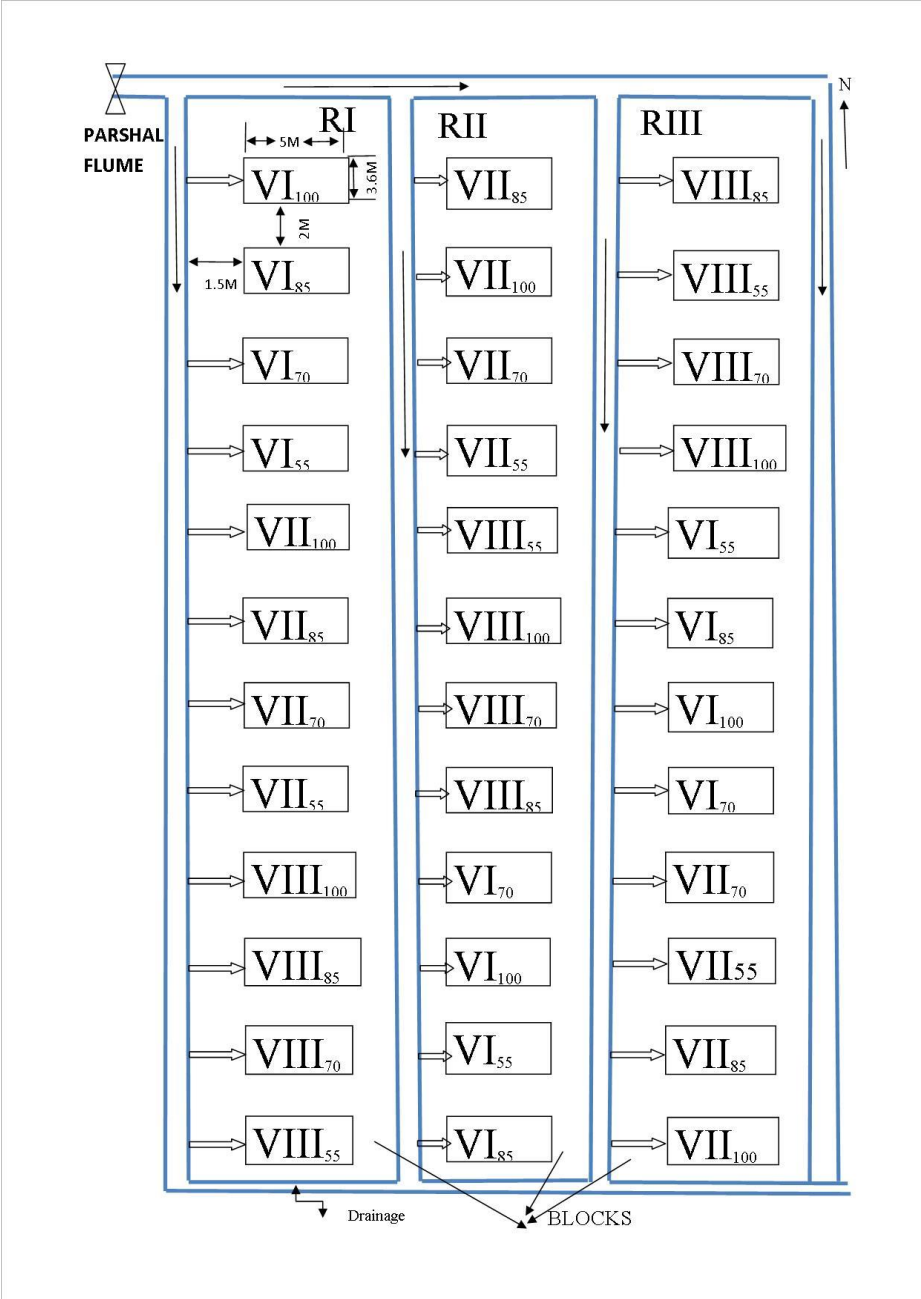 N
PARSHAL
FLUME
RI
RII
RIII
5M
3.6M
2M
1.5M
VI100
VII85
VIII85
VI85
VII100
VIII55
VI70
VII70
VIII70
VI55
VII55
VIII100
VII100
VIII55
VI55
VII85
VIII100
VI85
VII70
VIII70
VI100
VII55
VIII85
VI70
VIII100
VI70
VII70
VIII85
VI100
VII55
VIII70
VI55
VII85
VIII55
VI85
VII100
Drainage
BLOCKS